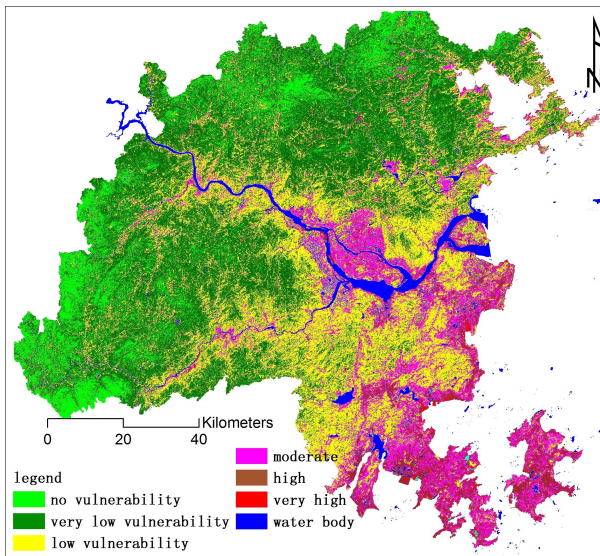 N
Kilometers
0 20 40
legend
no vulnerability
very low vulnerability
low vulnerability
moderate
high
very high
water body